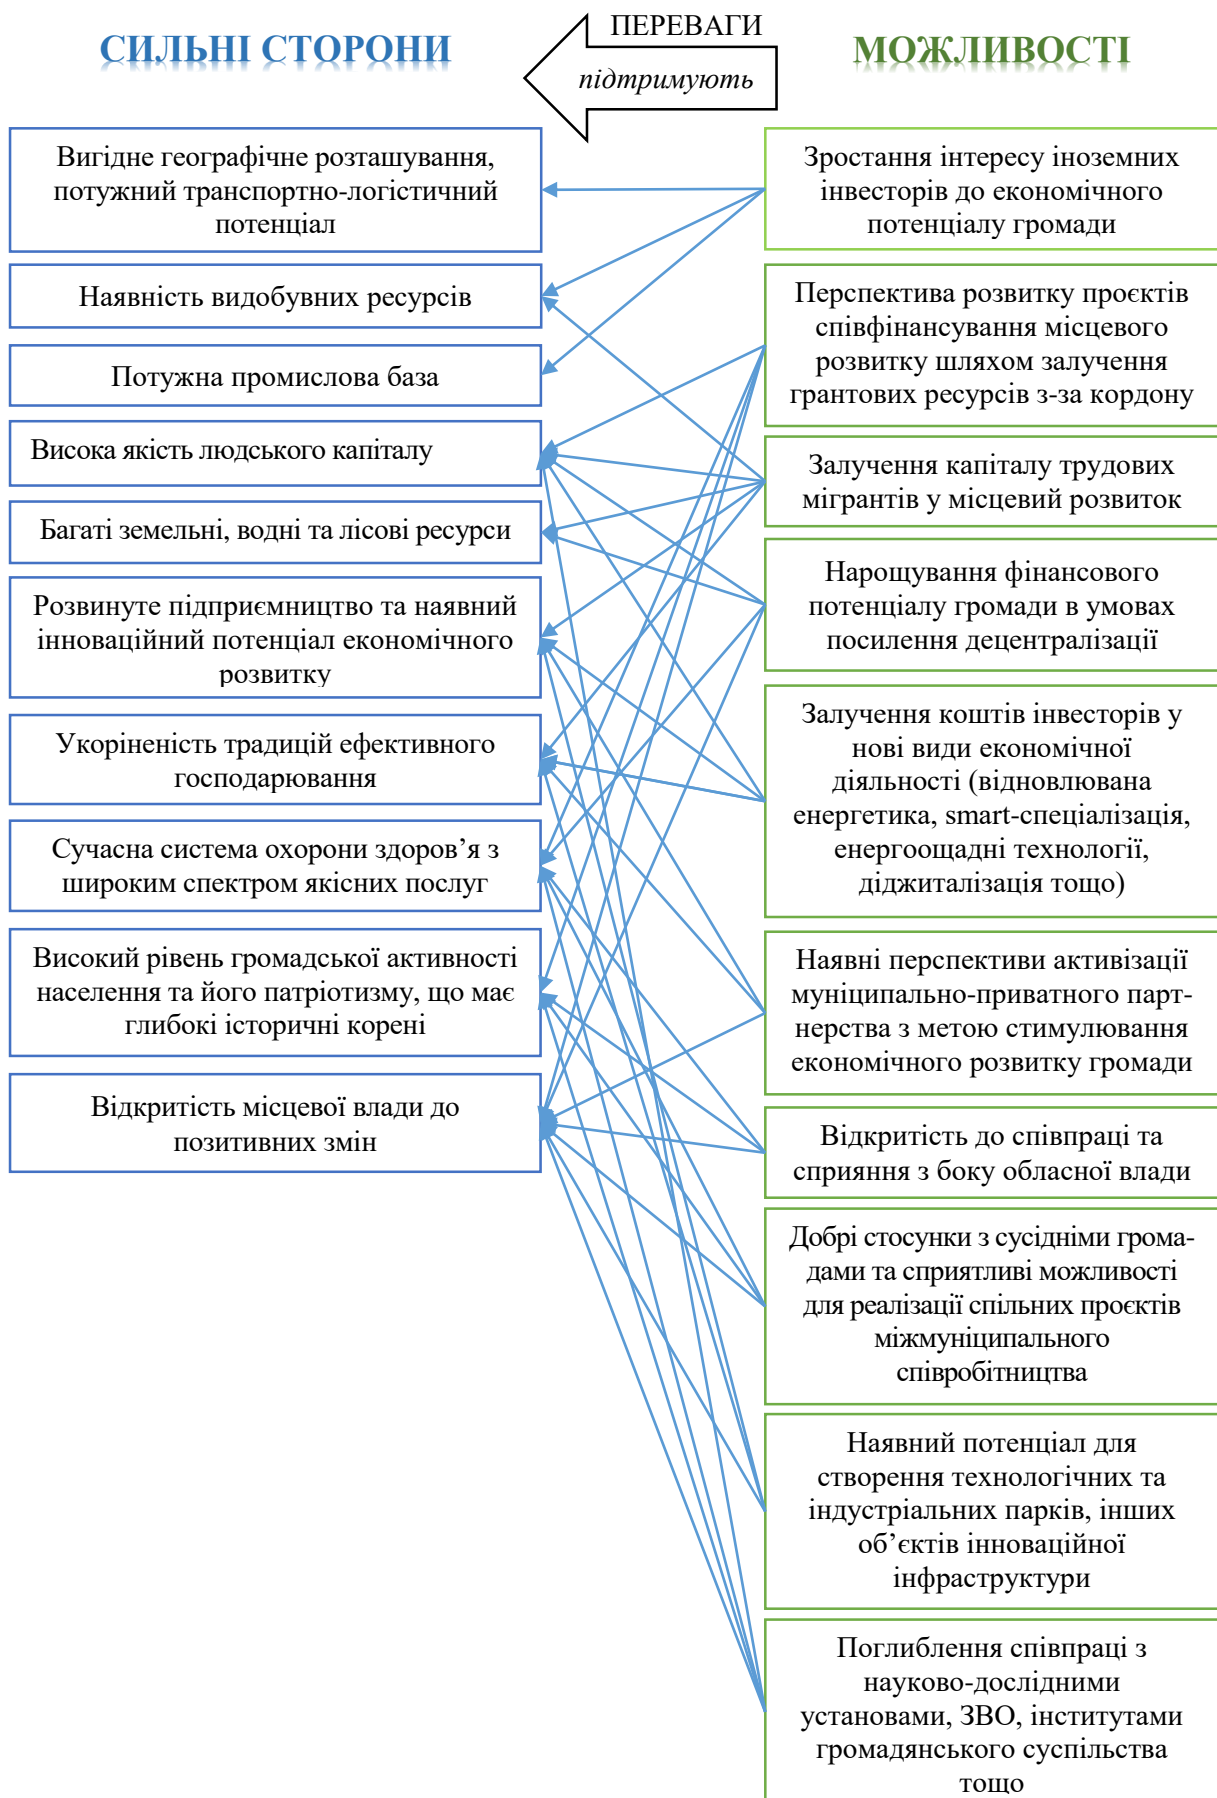 СИЛЬНІ СТОРОНИ
ПЕРЕВАГИ
підтримують
МОЖЛИВОСТІ
Вигідне географічне розташування,
потужний транспортно-логістичний
потенціал
Наявність видобувних ресурсів
Потужна промислова база
Висока якість людського капіталу
Багаті земельні, водні та лісові ресурси
Розвинуте підприємництво та наявний
інноваційний потенціал економічного
розвитку
Укоріненість традицій ефективного
господарювання
Сучасна система охорони здоров’я з
широким спектром якісних послуг
Високий рівень громадської активності
населення та його патріотизму, що має
глибокі історичні корені
Відкритість місцевої влади до
позитивних змін
Зростання інтересу іноземних
інвесторів до економічного
потенціалу громади
Перспектива розвитку проєктів
співфінансування місцевого
розвитку шляхом залучення
грантових ресурсів з-за кордону
Залучення капіталу трудових
мігрантів у місцевий розвиток
Нарощування фінансового
потенціалу громади в умовах
посилення децентралізації
Залучення коштів інвесторів у
нові види економічної
діяльності (відновлювана
енергетика, smart-спеціалізація,
енергоощадні технології,
діджиталізація тощо)
Наявні перспективи активізації
муніципально-приватного парт-
нерства з метою стимулювання
економічного розвитку громади
Відкритість до співпраці та
сприяння з боку обласної влади
Добрі стосунки з сусідніми грома-
дами та сприятливі можливості
для реалізації спільних проєктів
міжмуніципального
співробітництва
Наявний потенціал для
створення технологічних та
індустріальних парків, інших
об’єктів інноваційної
інфраструктури
Поглиблення співпраці з
науково-дослідними
установами, ЗВО, інститутами
громадянського суспільства
тощо